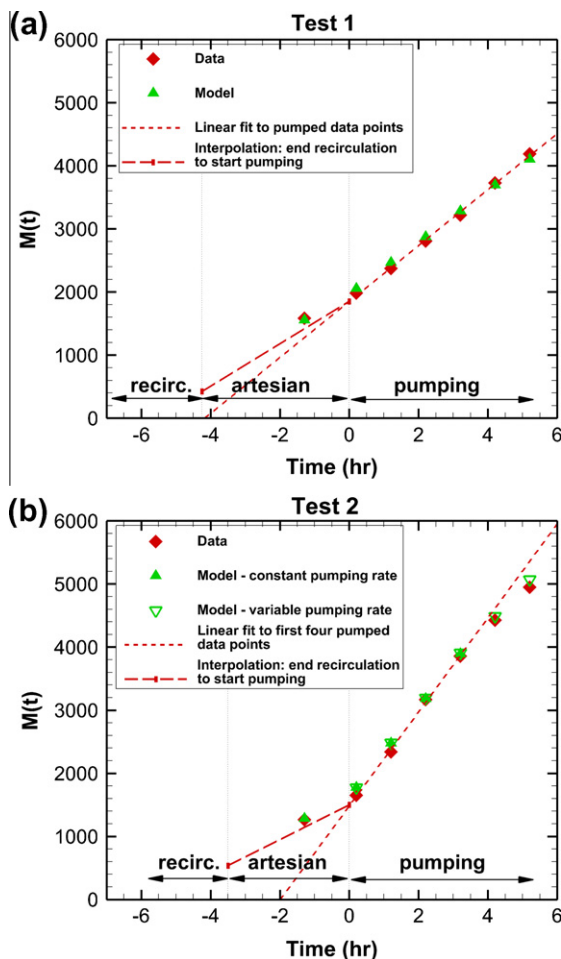 (a)
Test 1
6000
Data
5000
Model
Linear fit to pumped data points
4000
Interpolation: end recirculation
to start pumping
M(t)
3000
2000
1000
recirc. artesian pumping
0
-6 -4 -2 0 2 4 6
Time (hr)
(b)
Test 2
6000
Data
5000
Model - constant pumping rate
Model - variable pumping rate
Linear fit to first four pumped
data points
4000
Interpolation: end recirculation
to start pumping
M(t)
3000
2000
1000
recirc. artesian pumping
0
-6 -4 -2 0 2 4 6
Time (hr)